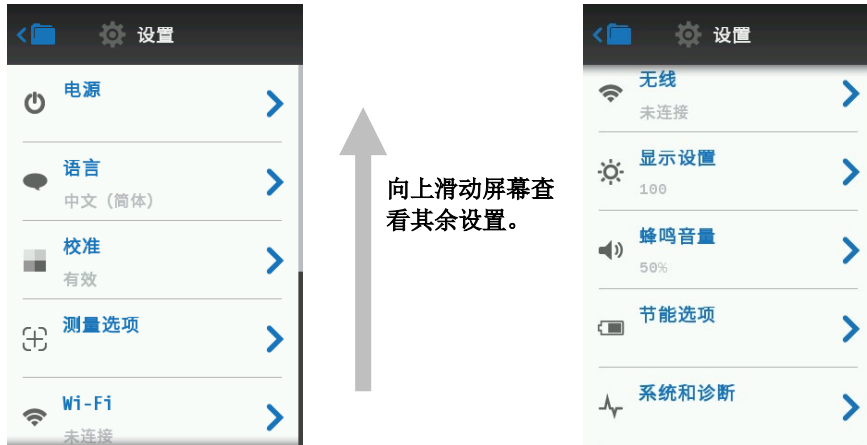 设置
电源
语言
中文（简体）
校准
有效
测量选项
Wi-Fi
未连接
向上滑动屏幕查
看其余设置。
设置
无线
未连接
显示设置
100
蜂鸣音量
50%
节能选项
系统和诊断